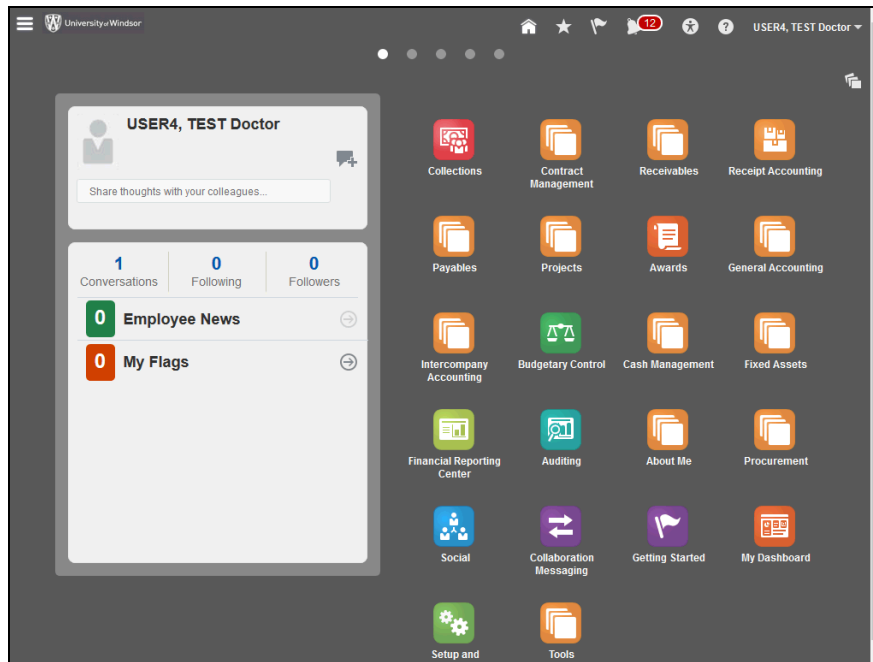 University of Windsor
12
USER4, TEST Doctor
USER4, TEST Doctor
Share thoughts with your colleagues...
1
0
0
Conversations
Following
Followers
0
Employee News
0
My Flags
Collections
Contract
Management
Receivables
Receipt Accounting
Payables
Projects
Awards
General Accounting
Intercompany
Accounting
Budgetary Control
Cash Management
Fixed Assets
Financial Reporting
Center
Auditing
About Me
Procurement
Social
Collaboration
Messaging
Getting Started
My Dashboard
Setup and
Tools